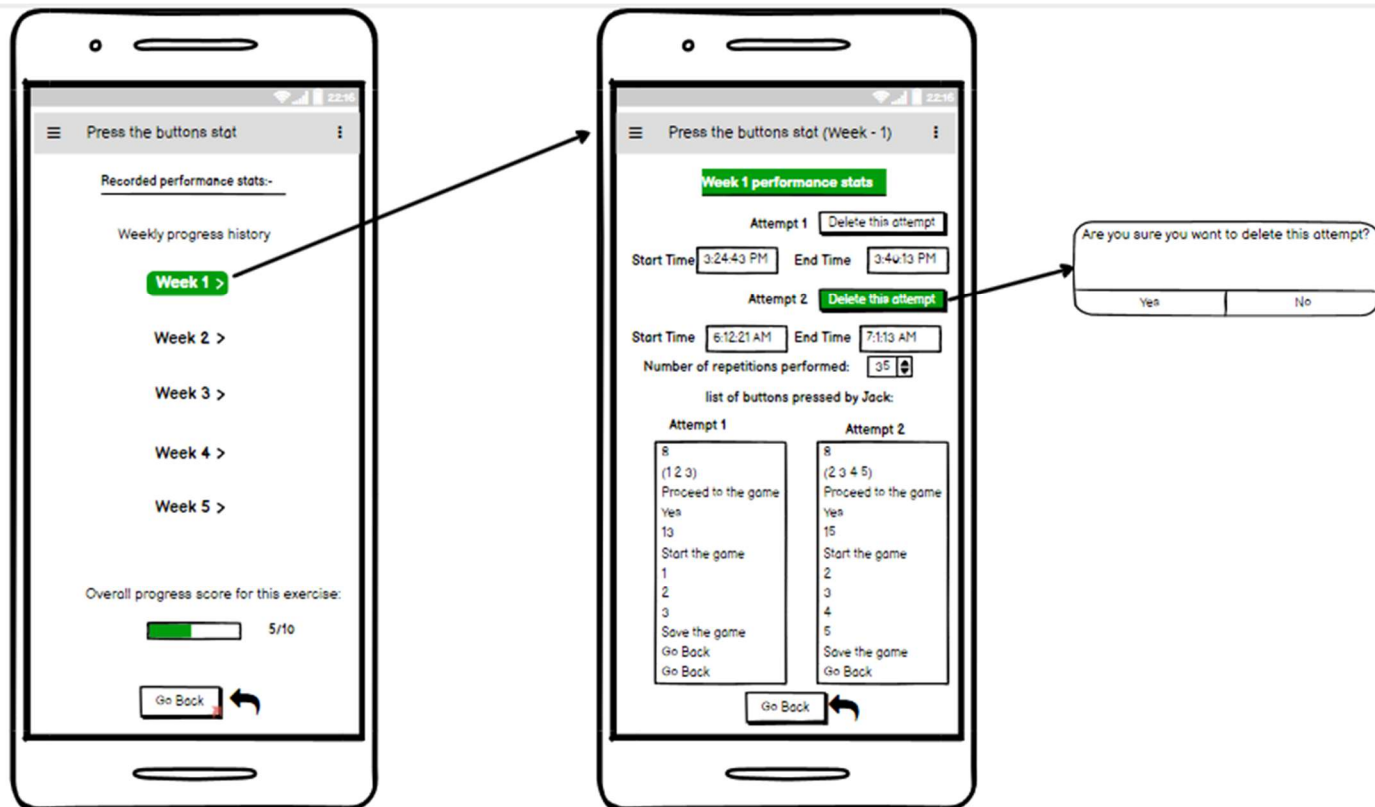 22:16
Press the buttons stat
Recorded performance stats:-
Weekly progress history
Week 1 >
Week 2 >
Week 3 >
Week 4 >
Week 5 >
Overall progress score for this exercise:
5/10
Go Back
22:16
Press the buttons stat (Week - 1)
Week 1 performance stats
Attempt 1 Delete this attempt
Start Time 3:24:43 PM End Time 3:40:13 PM
Attempt 2 Delete this attempt
Start Time 6:12:21 AM End Time 7:1:13 AM
Number of repetitions performed: 35
list of buttons pressed by Jack:
Attempt 1
8
(1 2 3)
Proceed to the game
Yes
13
Start the game
1
2
3
Save the game
Go Back
Go Back
Attempt 2
8
(2 3 4 5)
Proceed to the game
Yes
15
Start the game
2
3
4
5
Save the game
Go Back
Go Back
Are you sure you want to delete this attempt?
Yes No